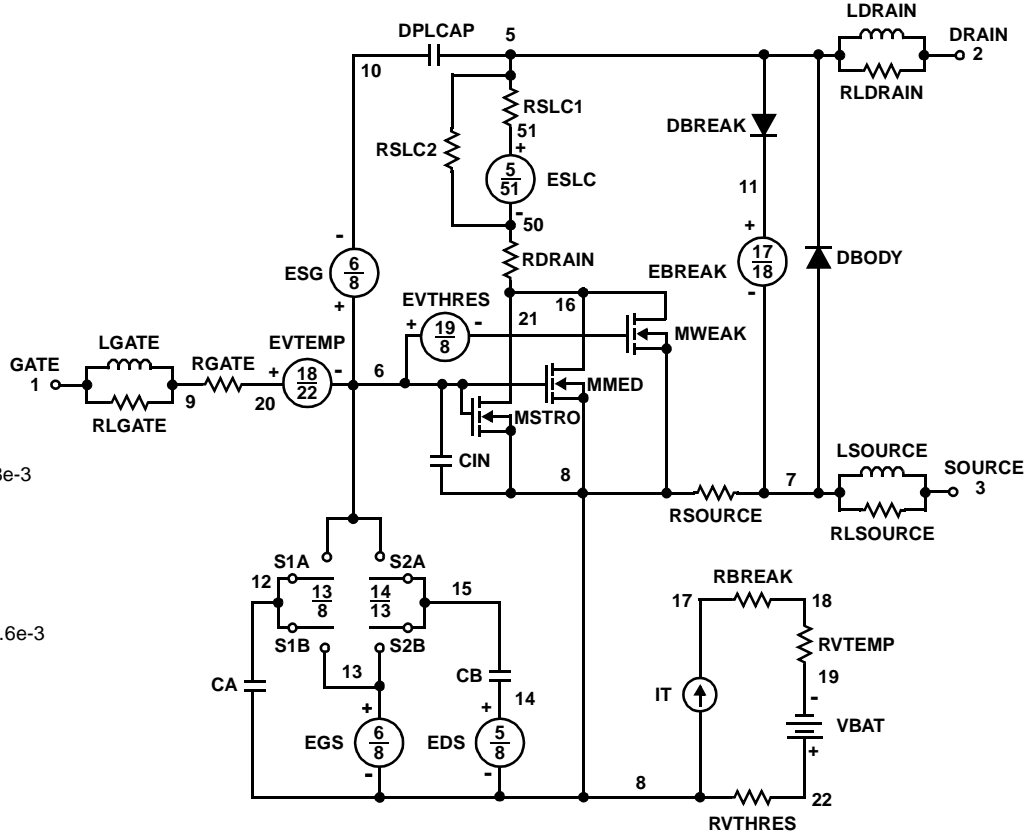 LDRAIN
DPLCAP
5
DRAIN
2
10
RLDRAIN
RSLC1
51
+
DBREAK
RSLC2
5
51
ESLC
11
-
50
-
+
RDRAIN
17
18
EBREAK
DBODY
6
8
ESG
EVTHRES
16
-
+
21
+
19
8
-
MWEAK
LGATE
EVTEMP
GATE
1
RGATE
+
18
22
-
6
MMED
9
20
RLGATE
MSTRO
LSOURCE
CIN
8
7
SOURCE
3
8e-3
RSOURCE
RLSOURCE
S1A
S2A
12
13
8
14
13
15
RBREAK
17
18
S1B
S2B
RVTEMP
.6e-3
13
CB
19
CA
14
IT
-
+
+
VBAT
EGS
6
8
EDS
5
8
+
-
-
8
22
RVTHRES